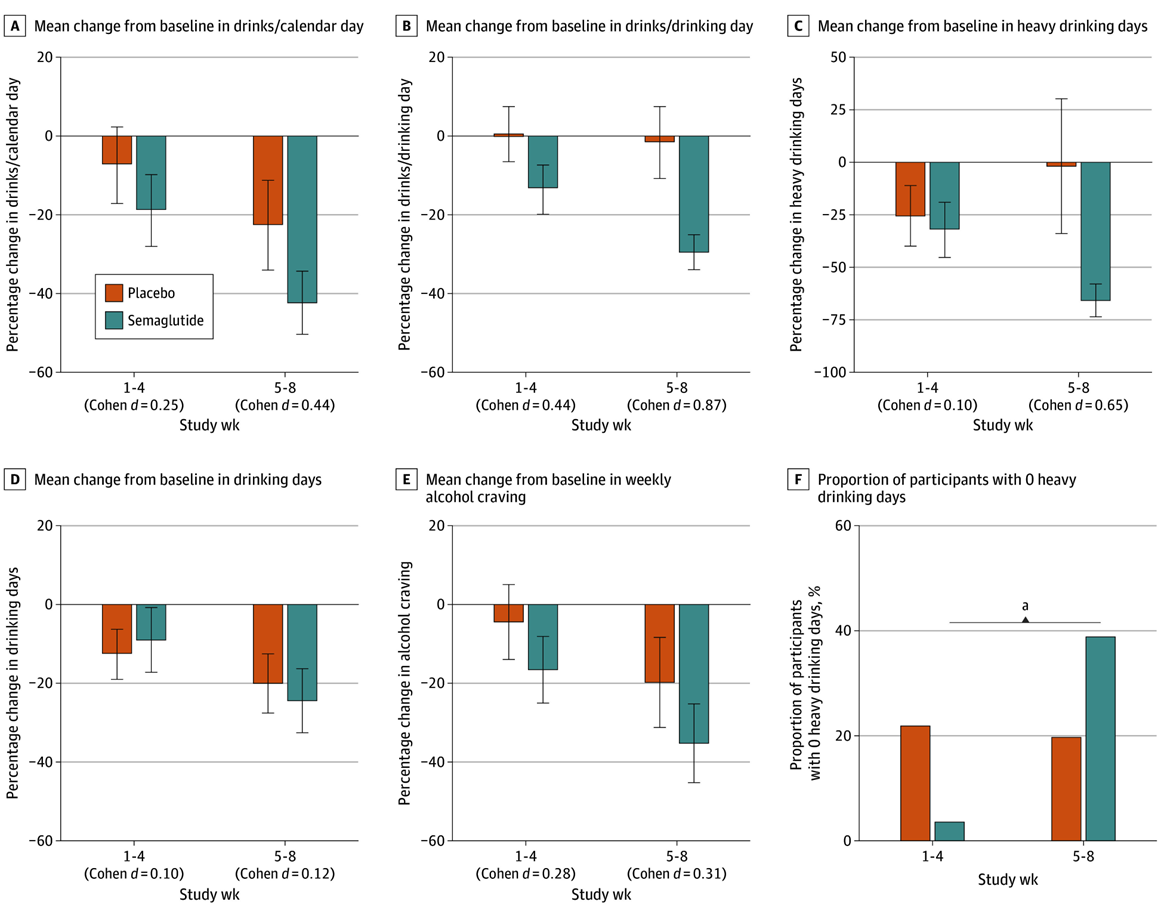 A Mean change from baseline in drinks/calendar day
Percentage change in drinks/calendar day
20
0
−20
−40
−60
Placebo
Semaglutide
1-4
(Cohen d = 0.25)
5-8
(Cohen d = 0.44)
Study wk
B Mean change from baseline in drinks/drinking day
Percentage change in drinks/drinking day
20
0
−20
−40
−60
1-4
(Cohen d = 0.44)
5-8
(Cohen d = 0.87)
Study wk
C Mean change from baseline in heavy drinking days
Percentage change in heavy drinking days
50
25
0
−25
−50
−75
−100
1-4
(Cohen d = 0.10)
5-8
(Cohen d = 0.65)
Study wk
D Mean change from baseline in drinking days
Percentage change in drinking days
20
0
−20
−40
−60
1-4
(Cohen d = 0.10)
5-8
(Cohen d = 0.12)
Study wk
E Mean change from baseline in weekly
alcohol craving
Percentage change in alcohol craving
20
0
−20
−40
−60
1-4
(Cohen d = 0.28)
5-8
(Cohen d = 0.31)
Study wk
F Proportion of participants with 0 heavy
drinking days
Proportion of participants
with 0 heavy drinking days, %
60
40
20
0
a
1-4
5-8
Study wk